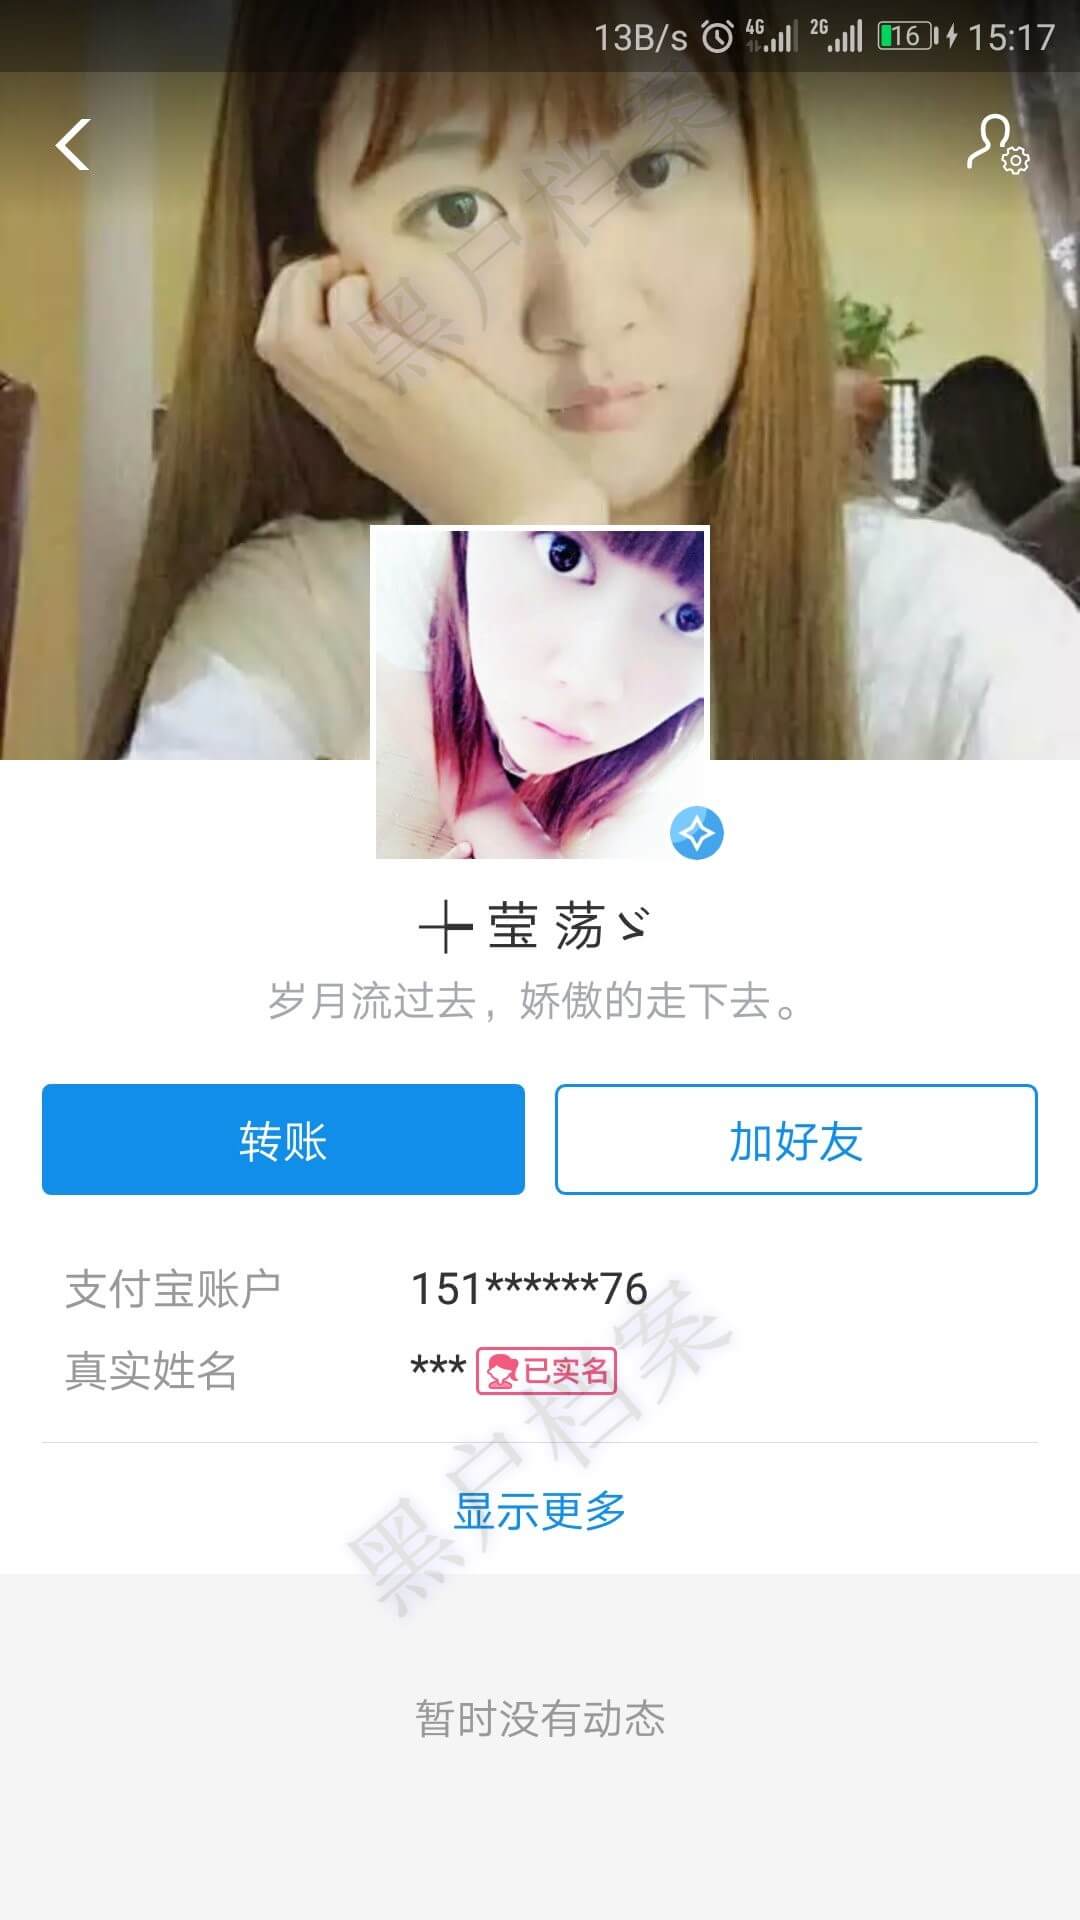 13B/s 4G 2G 16 15:17
黑户档案
十 莹 荡ゞ
岁月流过去，娇傲的走下去。
转账 加好友
支付宝账户 151******76
真实姓名 *** 已实名
黑户档案
显示更多
暂时没有动态